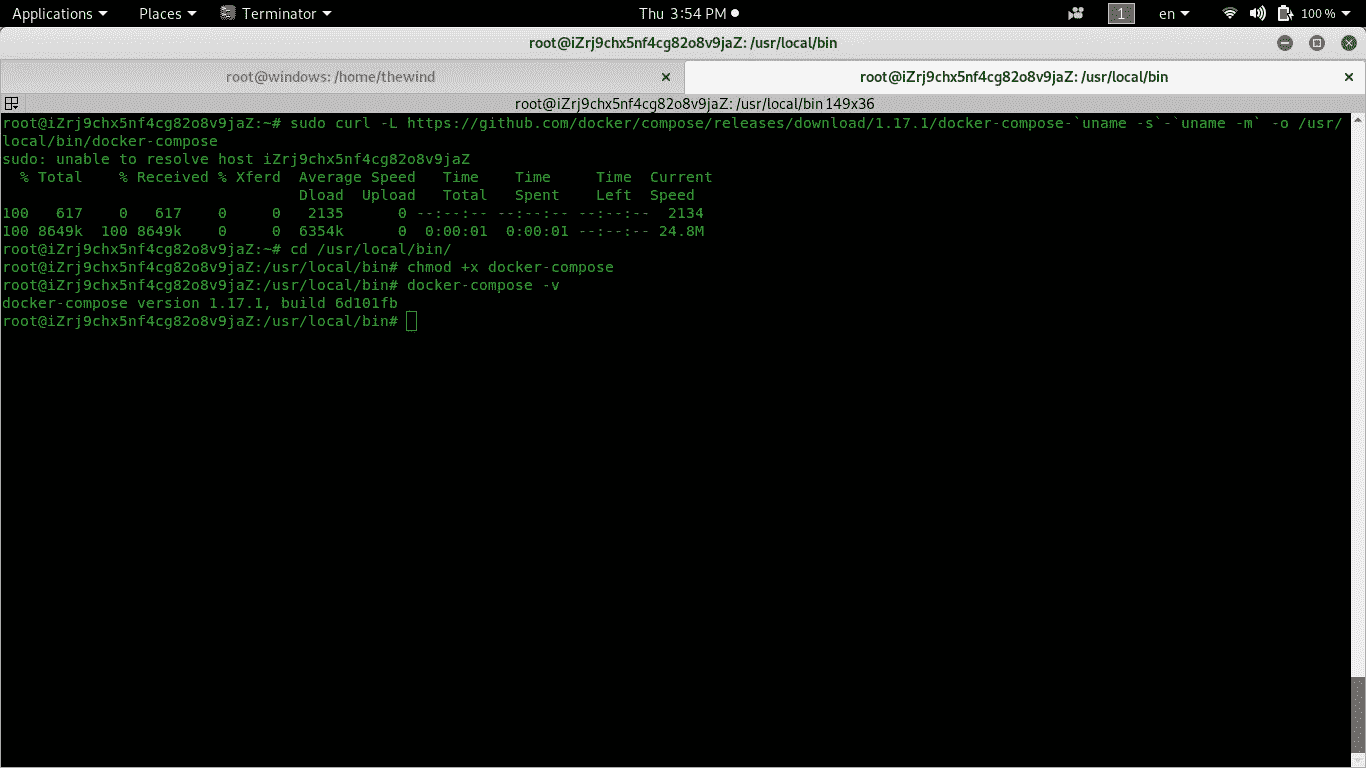 Applications Places Terminator Thu 3:54 PM 1 en 100 %
root@iZrj9chx5nf4cg82o8v9jaZ: /usr/local/bin
root@windows: /home/thewind × root@iZrj9chx5nf4cg82o8v9jaZ: /usr/local/bin ×
root@iZrj9chx5nf4cg82o8v9jaZ: /usr/local/bin 149x36
root@iZrj9chx5nf4cg82o8v9jaZ:~# sudo curl -L https://github.com/docker/compose/releases/download/1.17.1/docker-compose-`uname -s`-`uname -m` -o /usr/
local/bin/docker-compose
sudo: unable to resolve host iZrj9chx5nf4cg82o8v9jaZ
  % Total    % Received % Xferd  Average Speed   Time    Time     Time  Current
                                 Dload  Upload   Total   Spent    Left  Speed
100   617    0   617    0     0   2135      0 --:--:-- --:--:-- --:--:--  2134
100 8649k  100 8649k    0     0  6354k      0  0:00:01  0:00:01 --:--:-- 24.8M
root@iZrj9chx5nf4cg82o8v9jaZ:~# cd /usr/local/bin/
root@iZrj9chx5nf4cg82o8v9jaZ:/usr/local/bin# chmod +x docker-compose
root@iZrj9chx5nf4cg82o8v9jaZ:/usr/local/bin# docker-compose -v
docker-compose version 1.17.1, build 6d101fb
root@iZrj9chx5nf4cg82o8v9jaZ:/usr/local/bin#